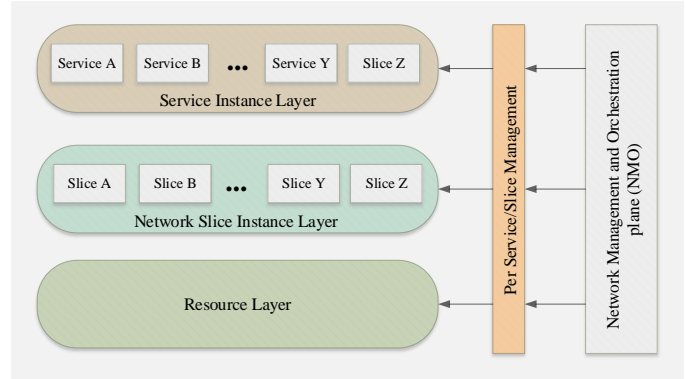 Service A
Service B
...
Service Y
Slice Z
Service Instance Layer
Slice A
Slice B
...
Slice Y
Slice Z
Network Slice Instance Layer
Resource Layer
Per Service/Slice Management
Network Management and Orchestration
plane (NMO)